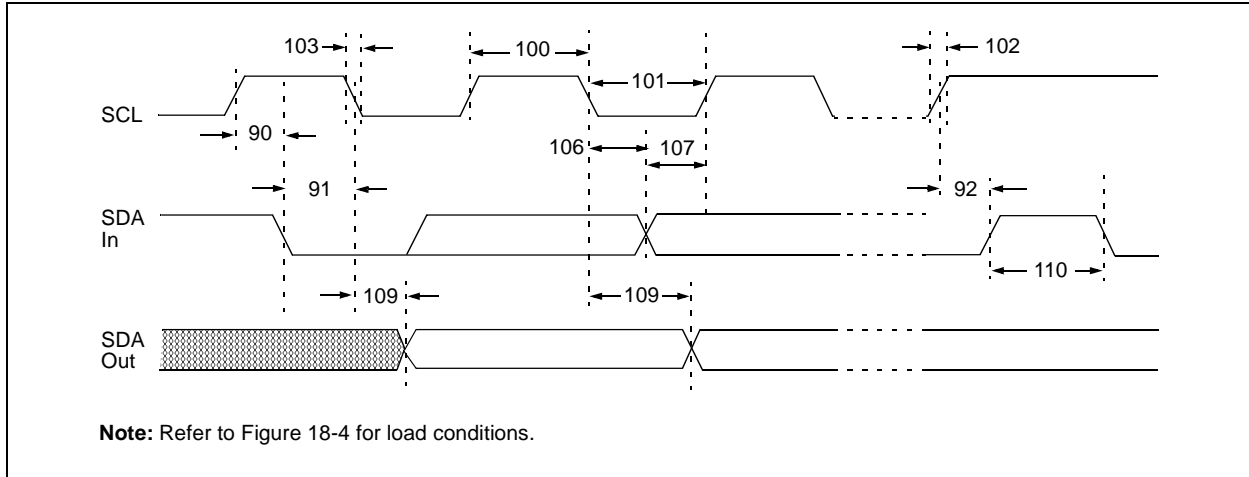 103
100
102
101
SCL
90
106
107
91
92
SDA
In
110
109
109
SDA
Out
Note: Refer to Figure 18-4 for load conditions.